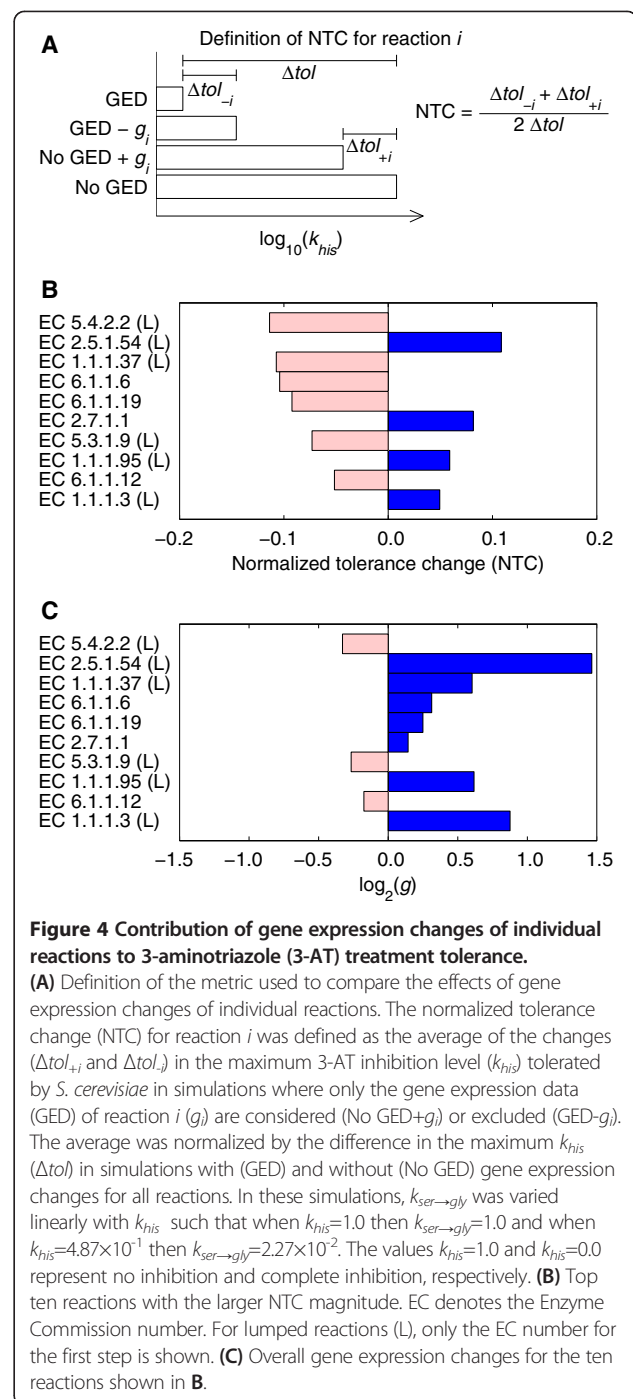 A
Definition of NTC for reaction i
Δtol
Δtol₋ᵢ
GED
GED − gᵢ
No GED + gᵢ
No GED
Δtol₊ᵢ
NTC = (Δtol₋ᵢ + Δtol₊ᵢ) / 2 Δtol
log₁₀(k_his)
B
EC 5.4.2.2 (L)
EC 2.5.1.54 (L)
EC 1.1.1.37 (L)
EC 6.1.1.6
EC 6.1.1.19
EC 2.7.1.1
EC 5.3.1.9 (L)
EC 1.1.1.95 (L)
EC 6.1.1.12
EC 1.1.1.3 (L)
−0.2 −0.1 0.0 0.1 0.2
Normalized tolerance change (NTC)
C
EC 5.4.2.2 (L)
EC 2.5.1.54 (L)
EC 1.1.1.37 (L)
EC 6.1.1.6
EC 6.1.1.19
EC 2.7.1.1
EC 5.3.1.9 (L)
EC 1.1.1.95 (L)
EC 6.1.1.12
EC 1.1.1.3 (L)
−1.5 −1.0 −0.5 0.0 0.5 1.0 1.5
log₂(g)
Figure 4 Contribution of gene expression changes of individual
reactions to 3-aminotriazole (3-AT) treatment tolerance.
(A) Definition of the metric used to compare the effects of gene
expression changes of individual reactions. The normalized tolerance
change (NTC) for reaction i was defined as the average of the changes
(Δtol₊ᵢ and Δtol₋ᵢ) in the maximum 3-AT inhibition level (k_his) tolerated
by S. cerevisiae in simulations where only the gene expression data
(GED) of reaction i (gᵢ) are considered (No GED+gᵢ) or excluded (GED-gᵢ).
The average was normalized by the difference in the maximum k_his
(Δtol) in simulations with (GED) and without (No GED) gene expression
changes for all reactions. In these simulations, k_ser→gly was varied
linearly with k_his such that when k_his=1.0 then k_ser→gly=1.0 and when
k_his=4.87×10⁻¹ then k_ser→gly=2.27×10⁻². The values k_his=1.0 and k_his=0.0
represent no inhibition and complete inhibition, respectively. (B) Top
ten reactions with the larger NTC magnitude. EC denotes the Enzyme
Commission number. For lumped reactions (L), only the EC number for
the first step is shown. (C) Overall gene expression changes for the ten
reactions shown in B.